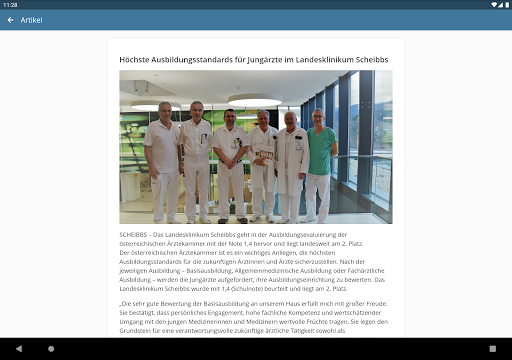 11:28
Artikel
Höchste Ausbildungsstandards für Jungärzte im Landesklinikum Scheibbs
SCHEIBBS – Das Landesklinikum Scheibbs geht in der Ausbildungsevaluierung der
österreichischen Ärztekammer mit der Note 1,4 hervor und liegt landesweit am 2. Platz.
Der österreichischen Ärztekammer ist es ein wichtiges Anliegen, die höchsten
Ausbildungsstandards für die zukünftigen Ärztinnen und Ärzte sicherzustellen. Nach der
jeweiligen Ausbildung – Basisausbildung, Allgemeinmedizinische Ausbildung oder Fachärztliche
Ausbildung – werden die Jungärzte aufgefordert, ihre Ausbildungseinrichtung zu bewerten. Das
Landesklinikum Scheibbs wurde mit 1,4 (Schulnote) beurteilt und liegt am 2. Platz.
„Die sehr gute Bewertung der Basisausbildung an unserem Haus erfüllt mich mit großer Freude.
Sie bestätigt, dass persönliches Engagement, hohe fachliche Kompetenz und wertschätzender
Umgang mit den jungen Medizinerinnen und Medizinern wertvolle Früchte tragen. Sie legen den
Grundstein für eine verantwortungsvolle zukünftige ärztliche Tätigkeit sowohl als